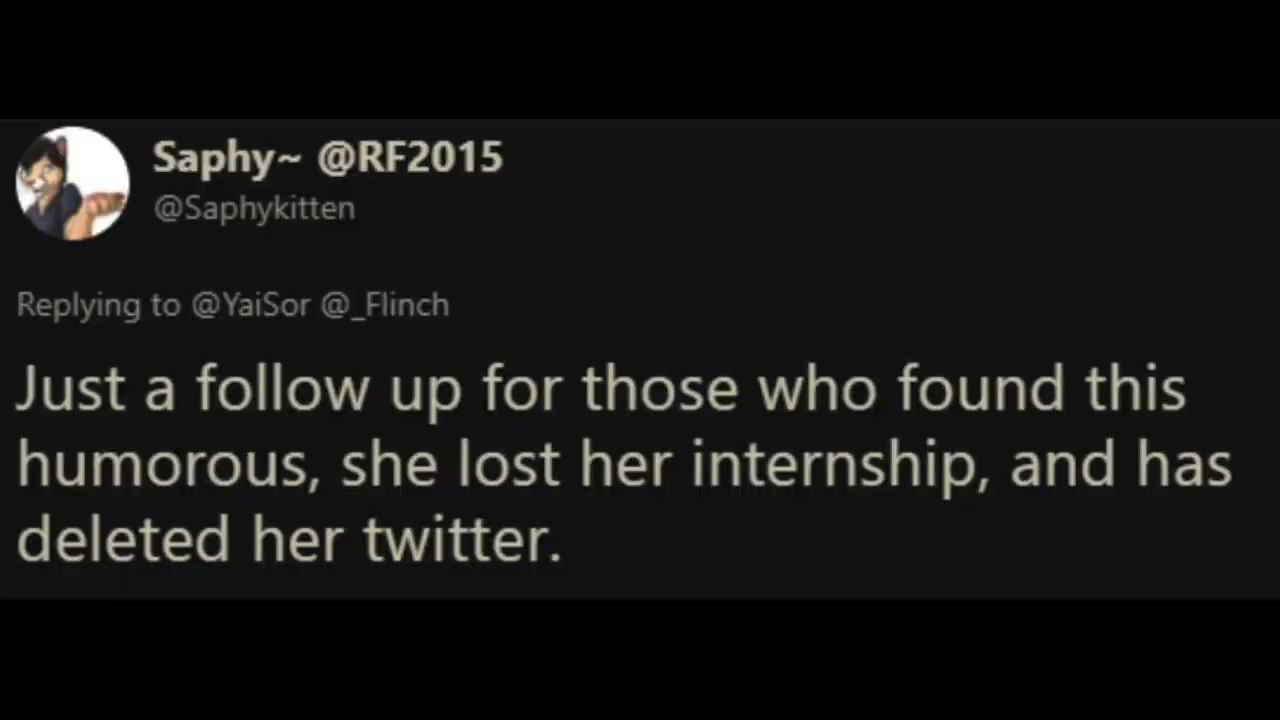 Saphy~ @RF2015
@Saphykitten
Replying to @YaiSor @_Flinch
Just a follow up for those who found this
humorous, she lost her internship, and has
deleted her twitter.